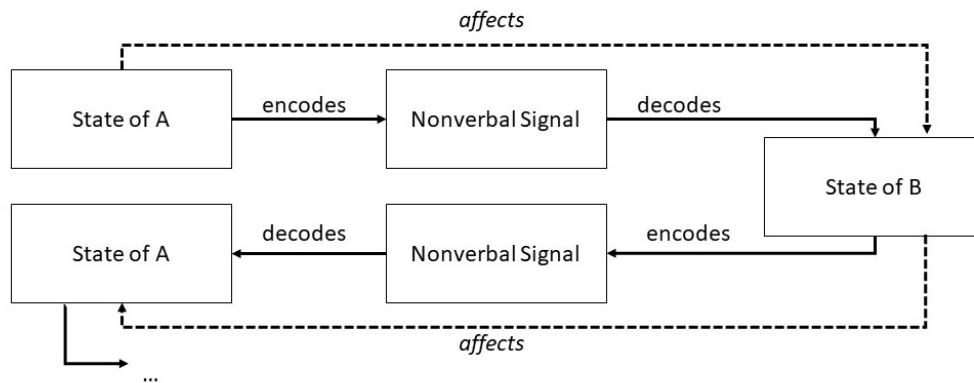 affects
State of A
encodes
Nonverbal Signal
decodes
State of B
State of A
decodes
Nonverbal Signal
encodes
affects
...